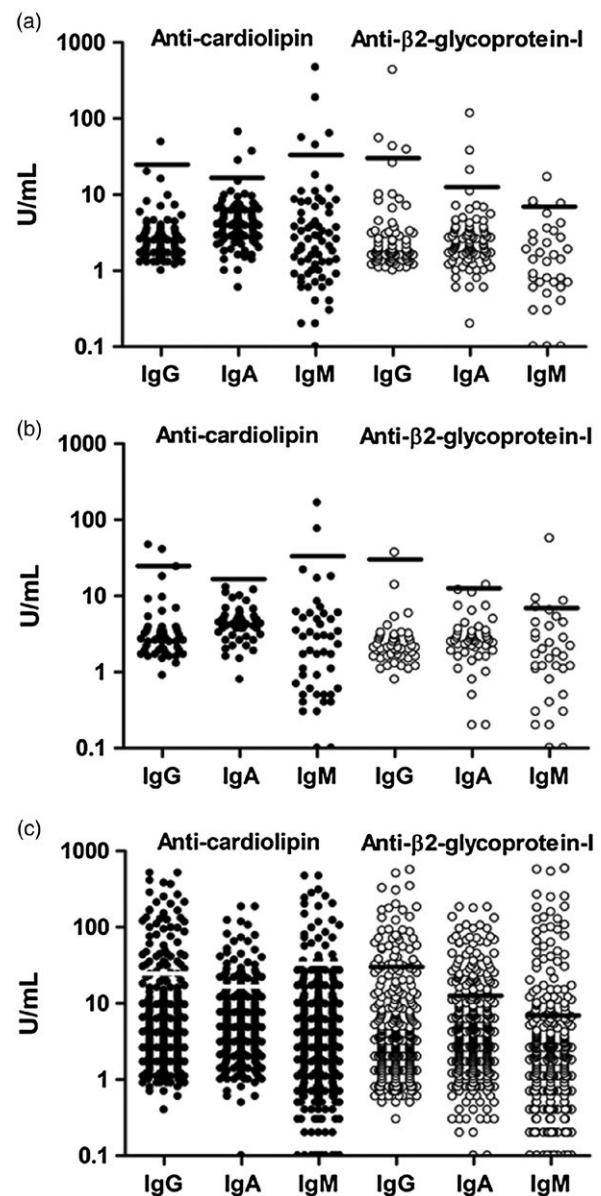 (a)
Anti-cardiolipin Anti-β2-glycoprotein-I
1000
100
10
1
0.1
U/mL
IgG IgA IgM IgG IgA IgM
(b)
Anti-cardiolipin Anti-β2-glycoprotein-I
1000
100
10
1
0.1
U/mL
IgG IgA IgM IgG IgA IgM
(c)
Anti-cardiolipin Anti-β2-glycoprotein-I
1000
100
10
1
0.1
U/mL
IgG IgA IgM IgG IgA IgM